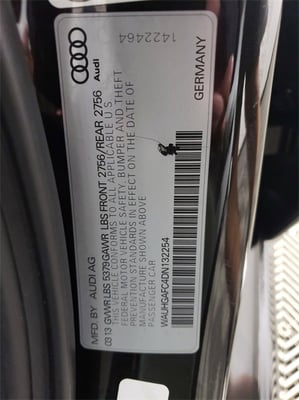 MFD BY AUDI AG
03 13 GVWR LBS 5379 GAWR LBS FRONT 2756/REAR 2756
THIS VEHICLE CONFORMS TO ALL APPLICABLE U.S.
FEDERAL MOTOR VEHICLE SAFETY, BUMPER AND THEFT
PREVENTION STANDARDS IN EFFECT ON THE DATE OF
MANUFACTURE SHOWN ABOVE
PASSENGER CAR
WAUHGAFC4DN132254
Audi
1422464
GERMANY